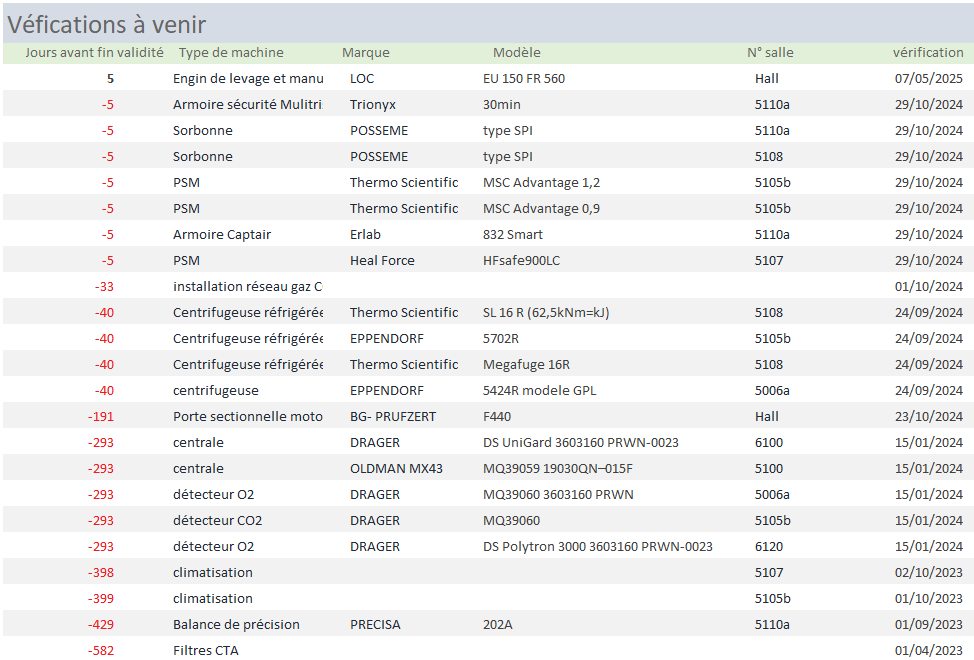 Véfications à venir
Jours avant fin validité Type de machine Marque Modèle N° salle vérification
5 Engin de levage et manu LOC EU 150 FR 560 Hall 07/05/2025
-5 Armoire sécurité Mulitri Trionyx 30min 5110a 29/10/2024
-5 Sorbonne POSSEME type SPI 5110a 29/10/2024
-5 Sorbonne POSSEME type SPI 5108 29/10/2024
-5 PSM Thermo Scientific MSC Advantage 1,2 5105b 29/10/2024
-5 PSM Thermo Scientific MSC Advantage 0,9 5105b 29/10/2024
-5 Armoire Captair Erlab 832 Smart 5110a 29/10/2024
-5 PSM Heal Force HFsafe900LC 5107 29/10/2024
-33 installation réseau gaz C 01/10/2024
-40 Centrifugeuse réfrigérée Thermo Scientific SL 16 R (62,5kNm=kJ) 5108 24/09/2024
-40 Centrifugeuse réfrigérée EPPENDORF 5702R 5105b 24/09/2024
-40 Centrifugeuse réfrigérée Thermo Scientific Megafuge 16R 5108 24/09/2024
-40 centrifugeuse EPPENDORF 5424R modele GPL 5006a 24/09/2024
-191 Porte sectionnelle moto BG- PRUFZERT F440 Hall 23/10/2024
-293 centrale DRAGER DS UniGard 3603160 PRWN-0023 6100 15/01/2024
-293 centrale OLDMAN MX43 MQ39059 19030QN–015F 5100 15/01/2024
-293 détecteur O2 DRAGER MQ39060 3603160 PRWN 5006a 15/01/2024
-293 détecteur CO2 DRAGER MQ39060 5105b 15/01/2024
-293 détecteur O2 DRAGER DS Polytron 3000 3603160 PRWN-0023 6120 15/01/2024
-398 climatisation 5107 02/10/2023
-399 climatisation 5105b 01/10/2023
-429 Balance de précision PRECISA 202A 5110a 01/09/2023
-582 Filtres CTA 01/04/2023